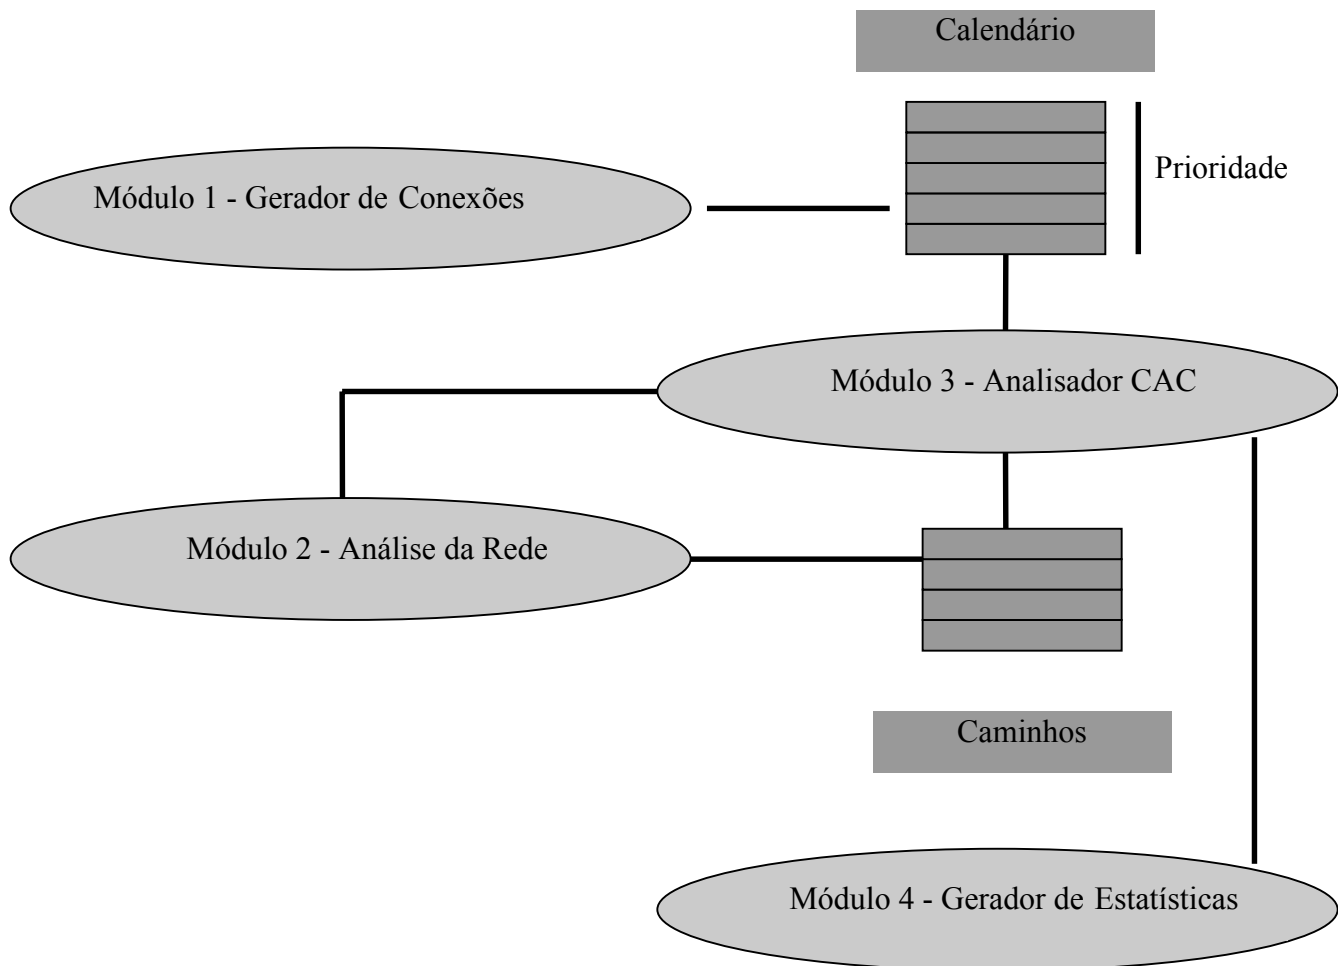 Calendário
Prioridade
Módulo 1 - Gerador de Conexões
Módulo 3 - Analisador CAC
Módulo 2 - Análise da Rede
Caminhos
Módulo 4 - Gerador de Estatísticas